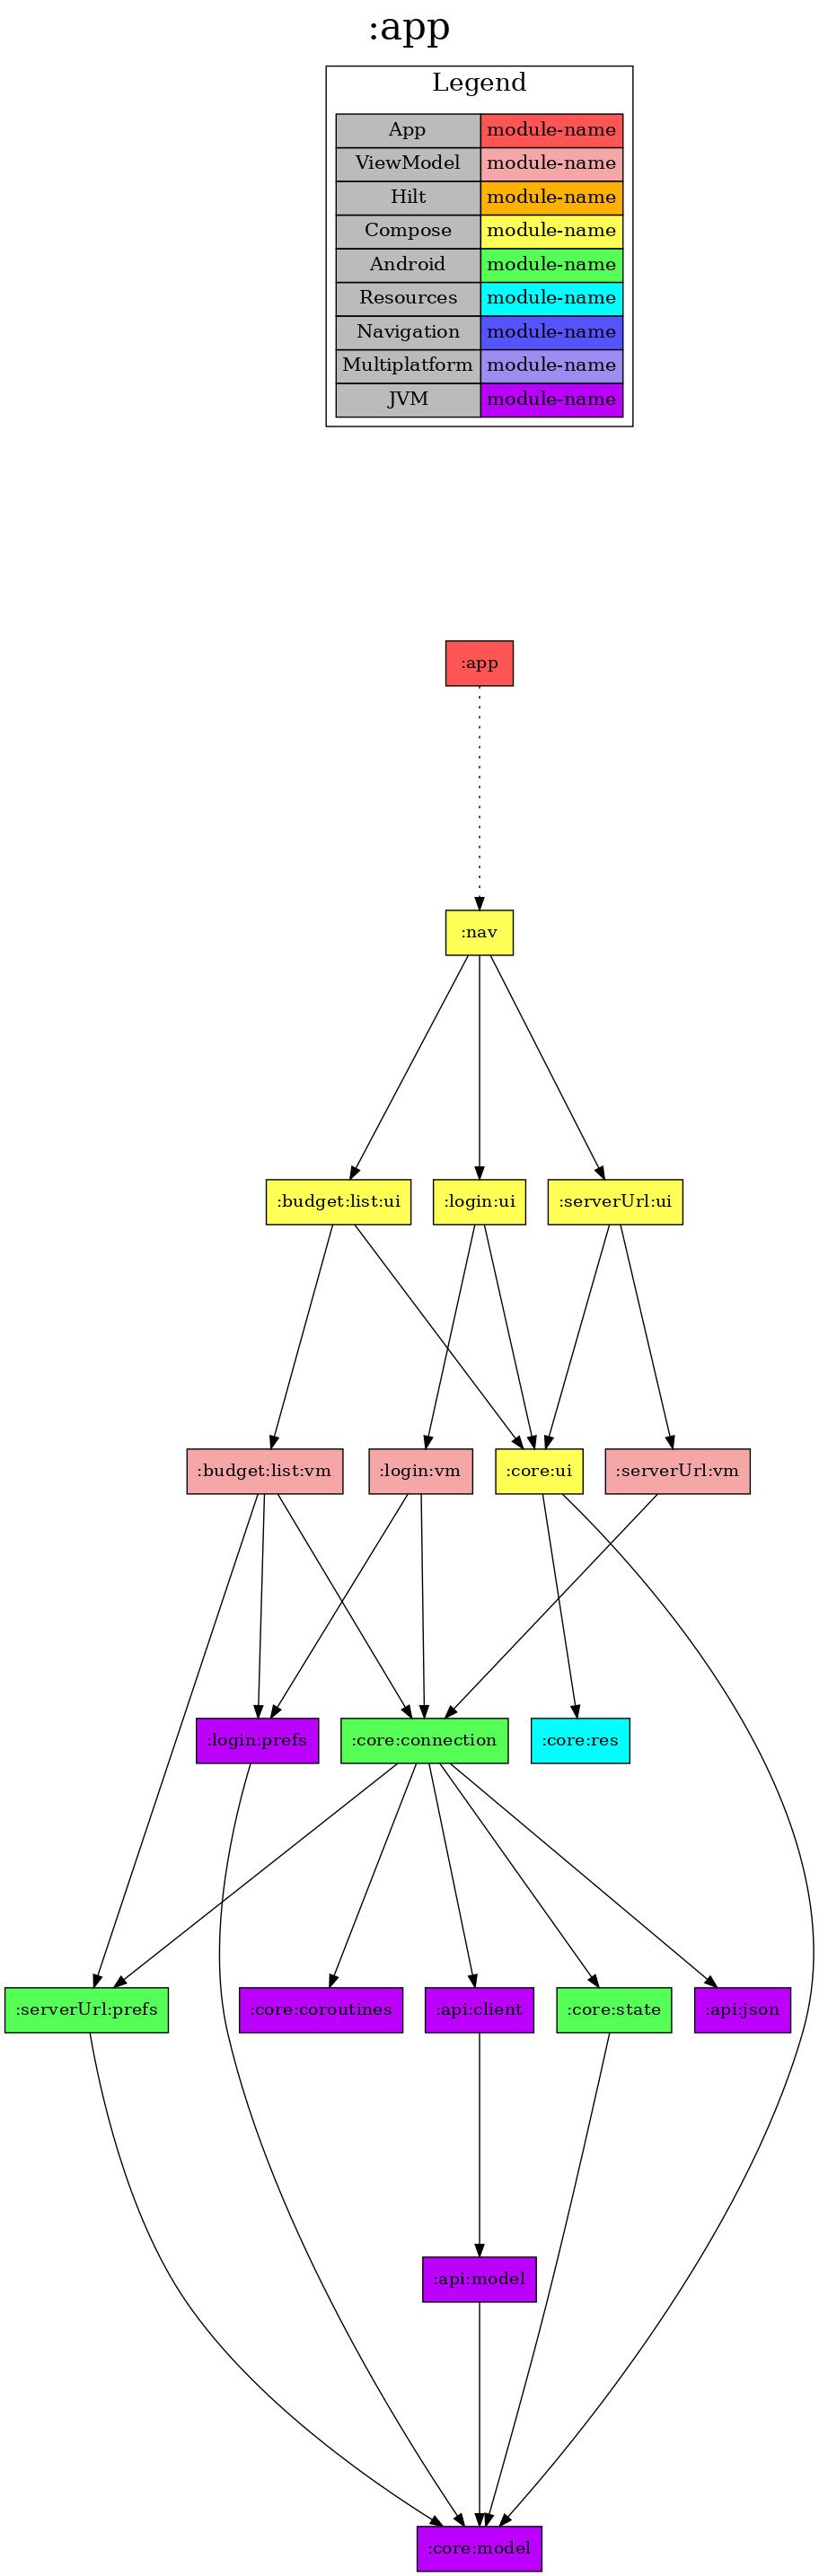 :app
Legend
App module-name
ViewModel module-name
Hilt module-name
Compose module-name
Android module-name
Resources module-name
Navigation module-name
Multiplatform module-name
JVM module-name
:app
:nav
:budget:list:ui :login:ui :serverUrl:ui
:budget:list:vm :login:vm :core:ui :serverUrl:vm
:login:prefs :core:connection :core:res
:serverUrl:prefs :core:coroutines :api:client :core:state :api:json
:api:model
:core:model